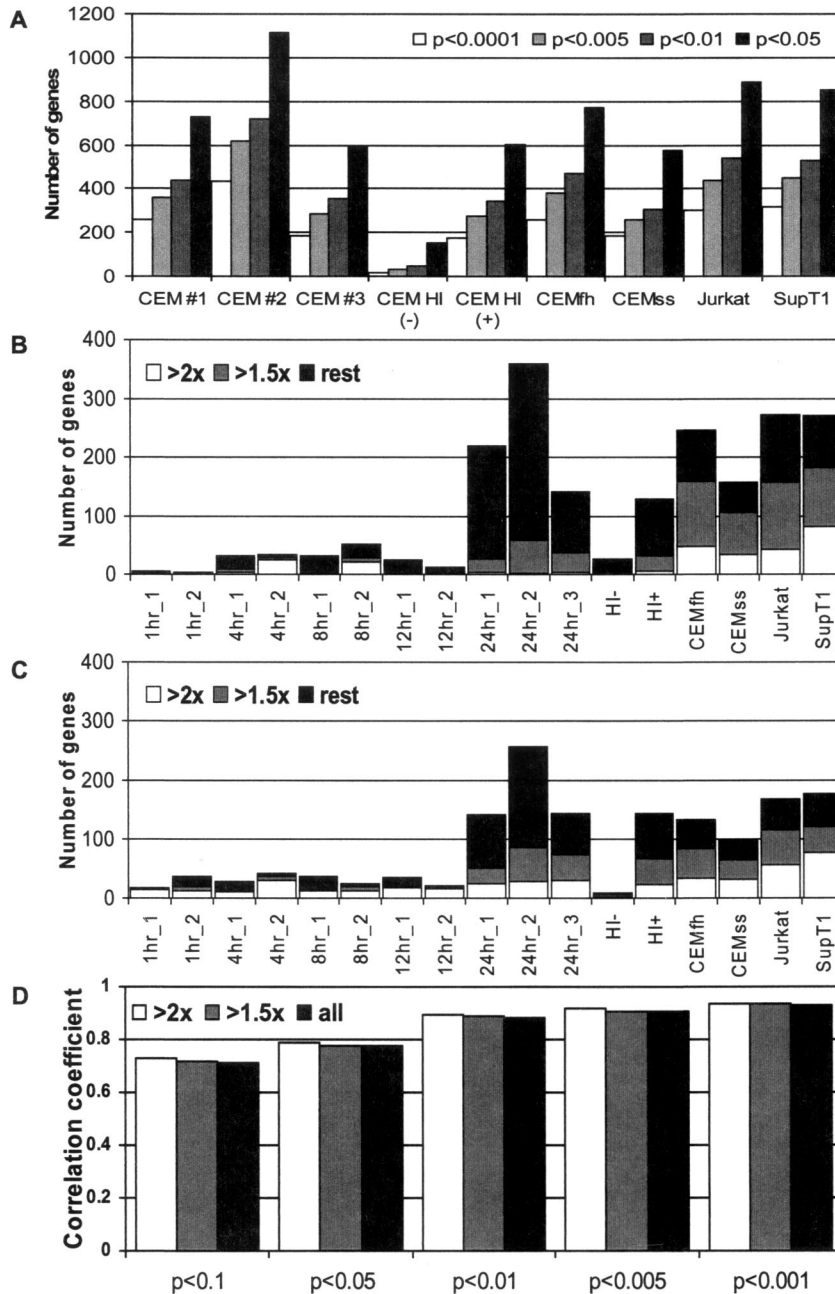 A
Number of genes
1200
1000
800
600
400
200
0
p<0.0001 p<0.005 p<0.01 p<0.05
CEM #1 CEM #2 CEM #3 CEM HI (-) CEM HI (+) CEMfh CEMss Jurkat SupT1
B
Number of genes
400
300
200
100
0
>2x >1.5x rest
1hr_1 1hr_2 4hr_1 4hr_2 8hr_1 8hr_2 12hr_1 12hr_2 24hr_1 24hr_2 24hr_3 HI- HI+ CEMfh CEMss Jurkat SupT1
C
Number of genes
400
300
200
100
0
>2x >1.5x rest
1hr_1 1hr_2 4hr_1 4hr_2 8hr_1 8hr_2 12hr_1 12hr_2 24hr_1 24hr_2 24hr_3 HI- HI+ CEMfh CEMss Jurkat SupT1
D
Correlation coefficient
1
0.8
0.6
0.4
0.2
0
>2x >1.5x all
p<0.1 p<0.05 p<0.01 p<0.005 p<0.001